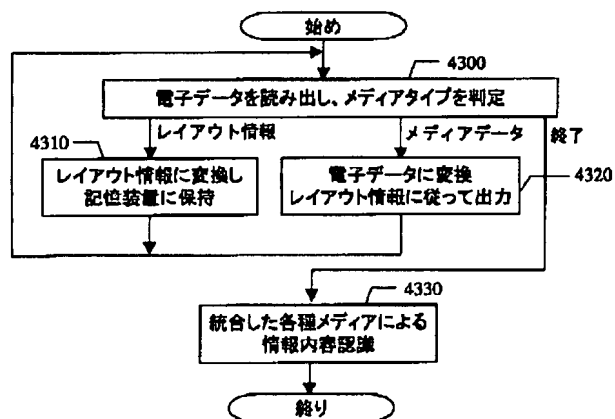 始め
4300
電子データを読み出し、メディアタイプを判定
レイアウト情報
メディアデータ
終了
4310
レイアウト情報に変換し
記位装置に保持
電子データに変換
レイアウト情報に従って出力
4320
4330
統合した各種メディアによる
情報内容認識
終り